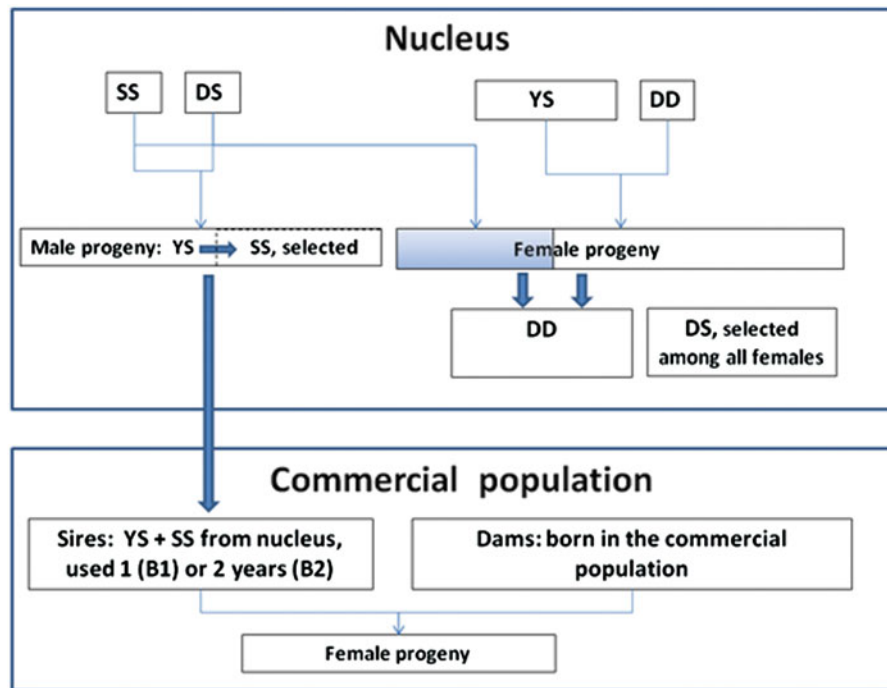 Nucleus
SS
DS
YS
DD
Male progeny: YS
SS, selected
Female progeny
DD
DS, selected
among all females
Commercial population
Sires: YS + SS from nucleus,
used 1 (B1) or 2 years (B2)
Dams: born in the commercial
population
Female progeny